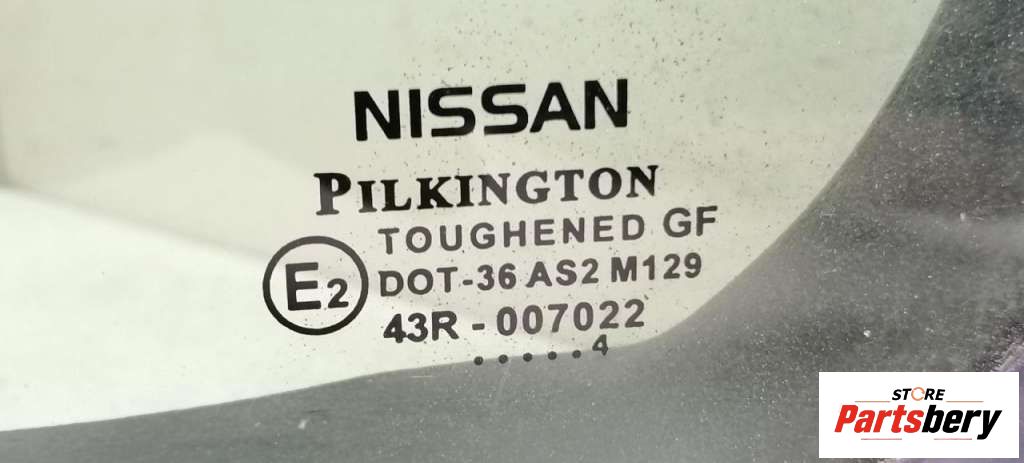 NISSAN
PILKINGTON
TOUGHENED GF
E2
DOT-36 AS2 M129
43R - 007022
.....4
STORE
Partsbery